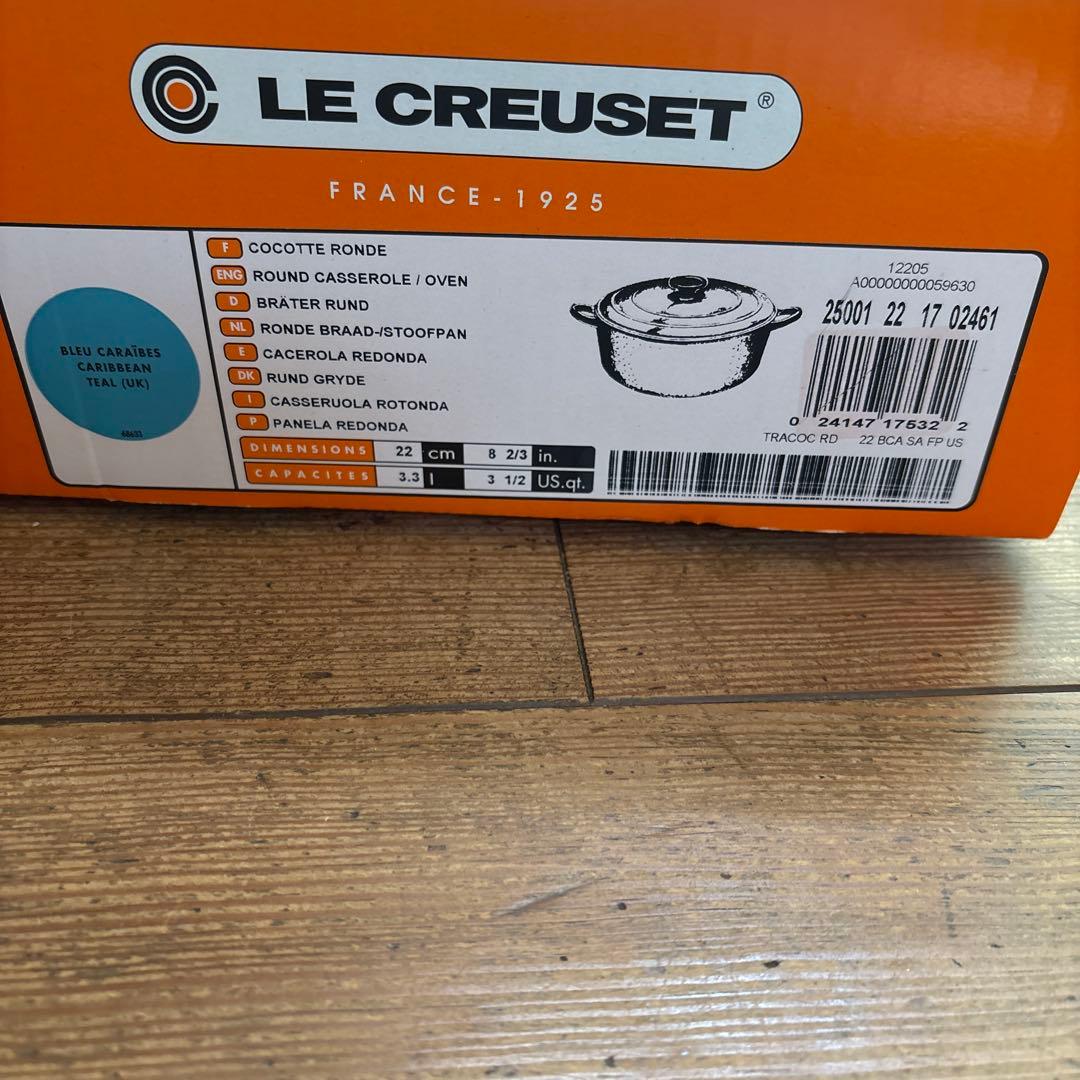 LE CREUSET ®
FRANCE-1925
BLEU CARAÏBES
CARIBBEAN
TEAL (UK)
68633
F COCOTTE RONDE
ENG ROUND CASSEROLE / OVEN
D BRÄTER RUND
NL RONDE BRAAD-/STOOFPAN
E CACEROLA REDONDA
DK RUND GRYDE
I CASSERUOLA ROTONDA
P PANELA REDONDA
DIMENSIONS 22 cm 8 2/3 in.
CAPACITES 3.3 l 3 1/2 US.qt.
12205
A00000000059630
25001 22 17 02461
0 24147 17532 2
TRACOC RD 22 BCA SA FP US